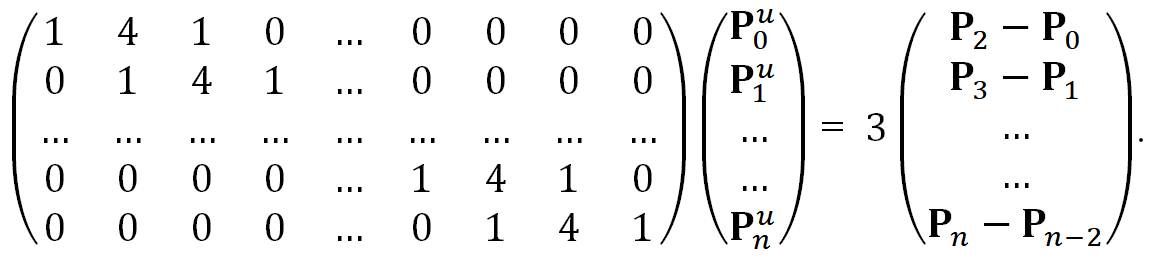 1 4 1 0 ... 0 0 0 0 P₀ᵘ P₂ − P₀
0 1 4 1 ... 0 0 0 0 P₁ᵘ P₃ − P₁
... ... ... ... ... ... ... ... ... ... = 3 ... .
0 0 0 0 ... 1 4 1 0 ... ...
0 0 0 0 ... 0 1 4 1 Pₙᵘ Pₙ − Pₙ₋₂